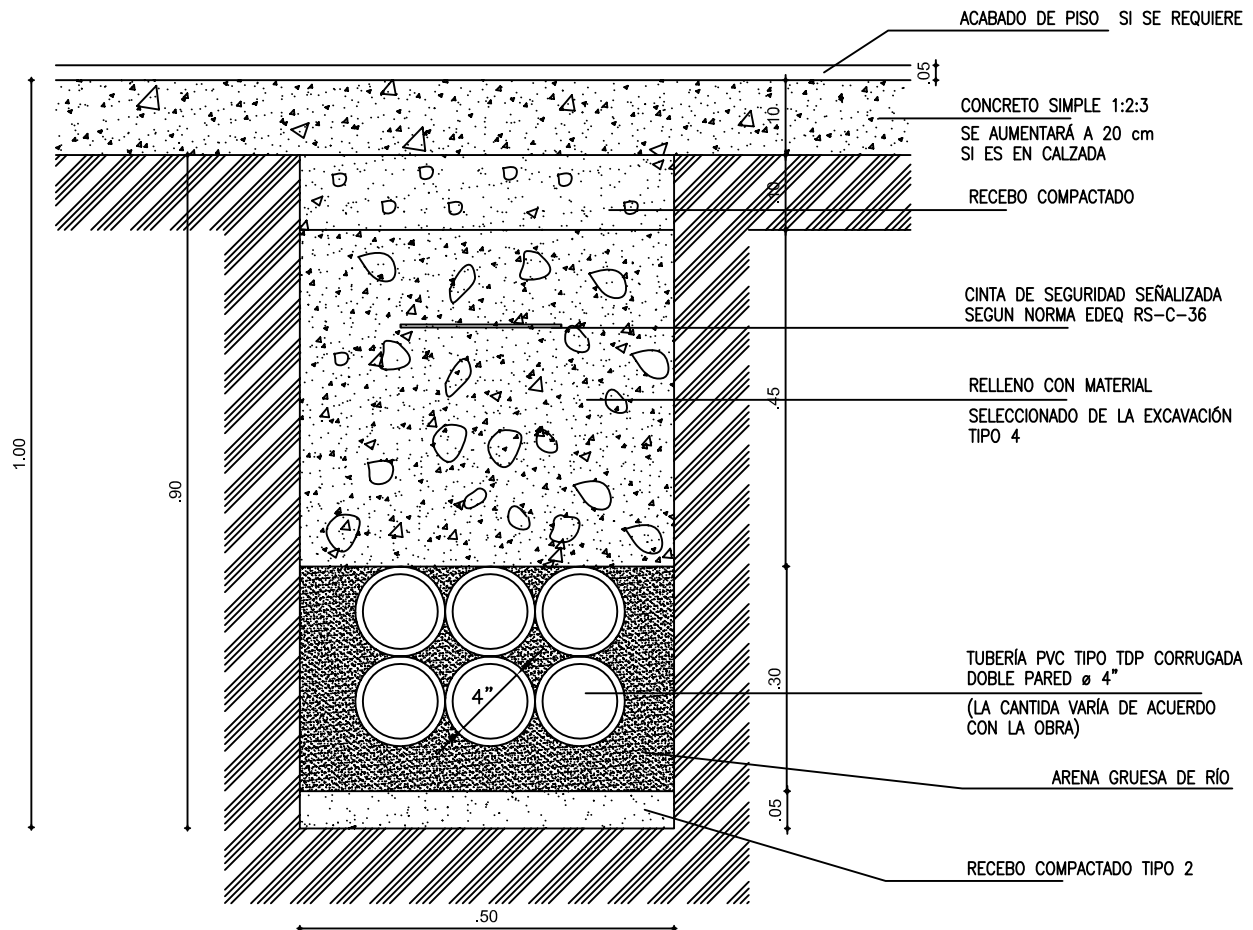 ACABADO DE PISO SI SE REQUIERE
.05
CONCRETO SIMPLE 1:2:3
SE AUMENTARÁ A 20 cm
SI ES EN CALZADA
.10
RECEBO COMPACTADO
.10
CINTA DE SEGURIDAD SEÑALIZADA
SEGUN NORMA EDEQ RS-C-36
RELLENO CON MATERIAL
SELECCIONADO DE LA EXCAVACIÓN
TIPO 4
.45
1.00
.90
TUBERÍA PVC TIPO TDP CORRUGADA
DOBLE PARED ø 4"
(LA CANTIDA VARÍA DE ACUERDO
CON LA OBRA)
4"
.30
ARENA GRUESA DE RÍO
.05
RECEBO COMPACTADO TIPO 2
.50